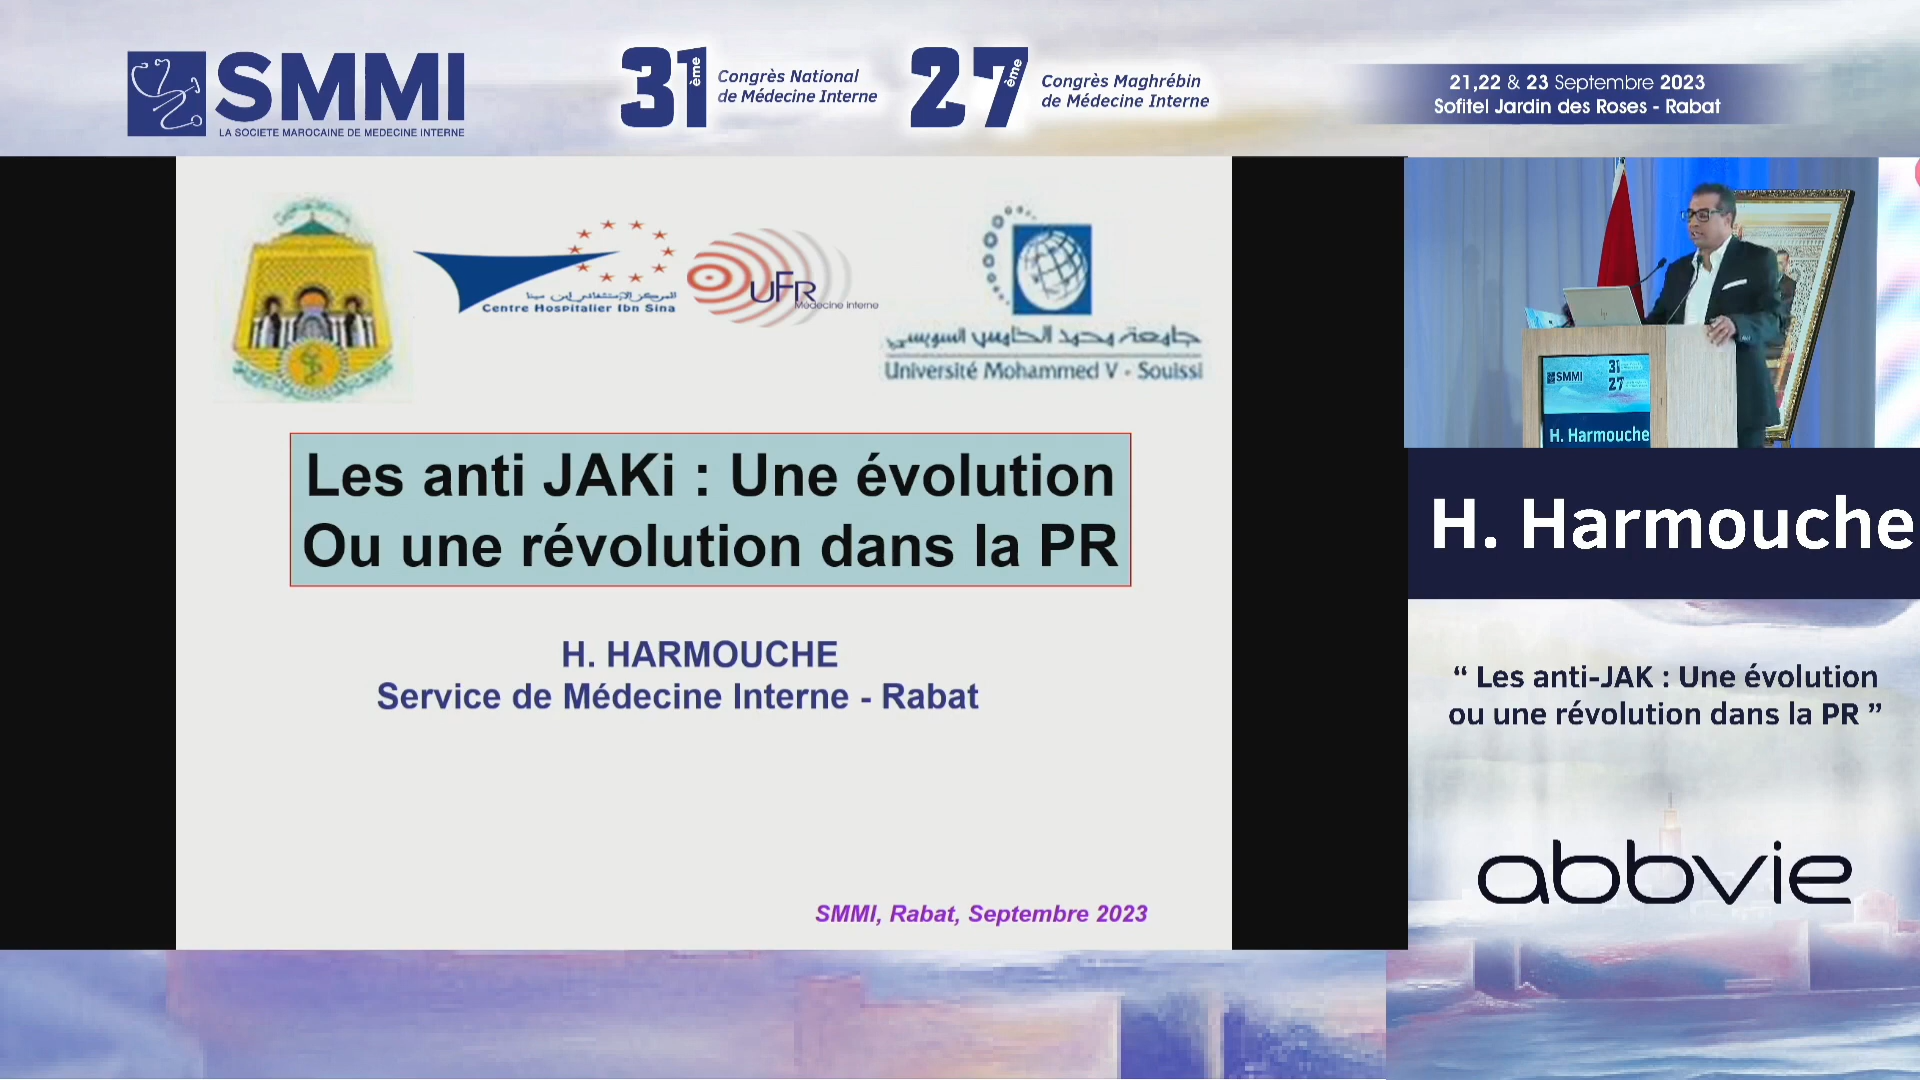 SMMI
LA SOCIETE MAROCAINE DE MEDECINE INTERNE
31ème
Congrès National
de Médecine Interne
27ème
Congrès Maghrébin
de Médecine Interne
21,22 & 23 Septembre 2023
Sofitel Jardin des Roses - Rabat
المركز الإستشفائي ابن سينا
Centre Hospitalier Ibn Sina
UFR
Médecine interne
جامعة محمد الخامس السويسي
Université Mohammed V - Souissi
Les anti JAKi : Une évolution
Ou une révolution dans la PR
H. HARMOUCHE
Service de Médecine Interne - Rabat
SMMI, Rabat, Septembre 2023
SMMI
31
27
H. Harmouche
H. Harmouche
“ Les anti-JAK : Une évolution
ou une révolution dans la PR ”
abbvie